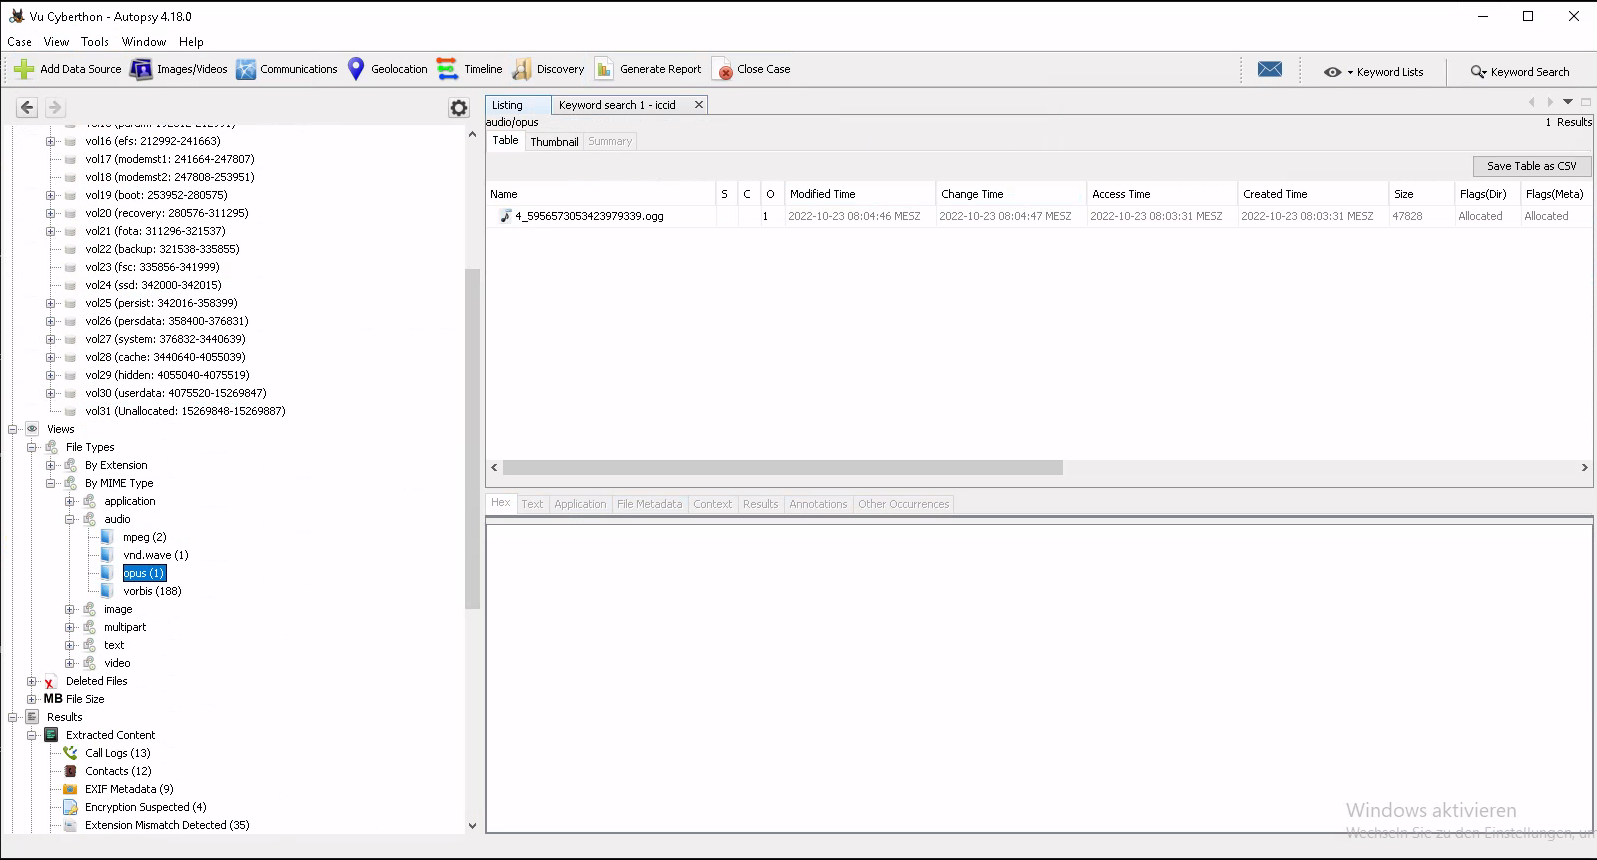 Vu Cyberthon - Autopsy 4.18.0
Case View Tools Window Help
Add Data Source Images/Videos Communications Geolocation Timeline Discovery Generate Report Close Case Keyword Lists Keyword Search
vol16 (efs: 212992-241663)
vol17 (modemst1: 241664-247807)
vol18 (modemst2: 247808-253951)
vol19 (boot: 253952-280575)
vol20 (recovery: 280576-311295)
vol21 (fota: 311296-321537)
vol22 (backup: 321538-335855)
vol23 (fsc: 335856-341999)
vol24 (ssd: 342000-342015)
vol25 (persist: 342016-358399)
vol26 (persdata: 358400-376831)
vol27 (system: 376832-3440639)
vol28 (cache: 3440640-4055039)
vol29 (hidden: 4055040-4075519)
vol30 (userdata: 4075520-15269847)
vol31 (Unallocated: 15269848-15269887)
Views
File Types
By Extension
By MIME Type
application
audio
mpeg (2)
vnd.wave (1)
opus (1)
vorbis (188)
image
multipart
text
video
Deleted Files
MB File Size
Results
Extracted Content
Call Logs (13)
Contacts (12)
EXIF Metadata (9)
Encryption Suspected (4)
Extension Mismatch Detected (35)
Listing Keyword search 1 - iccid
audio/opus 1 Results
Table Thumbnail Summary
Save Table as CSV
Name S C O Modified Time Change Time Access Time Created Time Size Flags(Dir) Flags(Meta)
4_5956573053423979339.ogg 1 2022-10-23 08:04:46 MESZ 2022-10-23 08:04:47 MESZ 2022-10-23 08:03:31 MESZ 2022-10-23 08:03:31 MESZ 47828 Allocated Allocated
Hex Text Application File Metadata Context Results Annotations Other Occurrences
Windows aktivieren
Wechseln Sie zu den Einstellungen, um